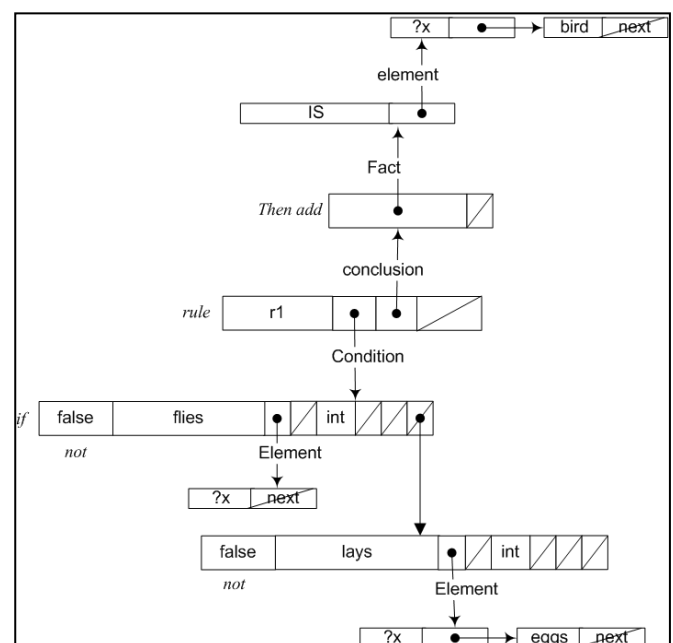 ?x bird next
element
IS
Fact
Then add
conclusion
rule r1
Condition
if false flies int
not Element
?x next
false lays int
not Element
?x eggs next